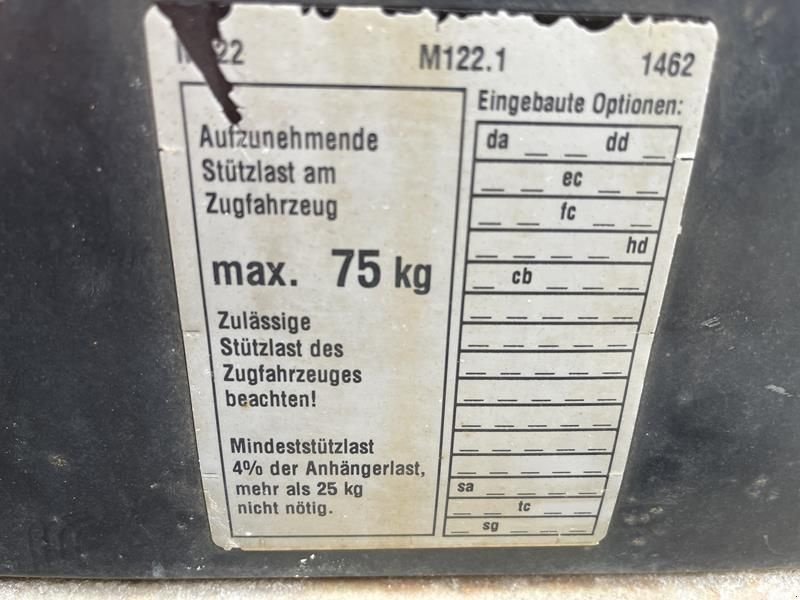 M122.1 1462
Aufzunehmende
Stützlast am
Zugfahrzeug
max. 75 kg
Zulässige
Stützlast des
Zugfahrzeuges
beachten!
Mindeststützlast
4% der Anhängerlast,
mehr als 25 kg
nicht nötig.
Eingebaute Optionen:
da _ _ dd _
_ _ ec _ _
_ _ fc _ _
_ _ _ _ hd
_ cb _ _ _
_ _ _ _ _
_ _ _ _ _
_ _ _ _ _
_ _ _ _ _
_ _ _ _ _
_ _ _ _ _
_ _ _ _ _
sa _ _ _ _
_ _ tc _ _
_ sg _ _ _